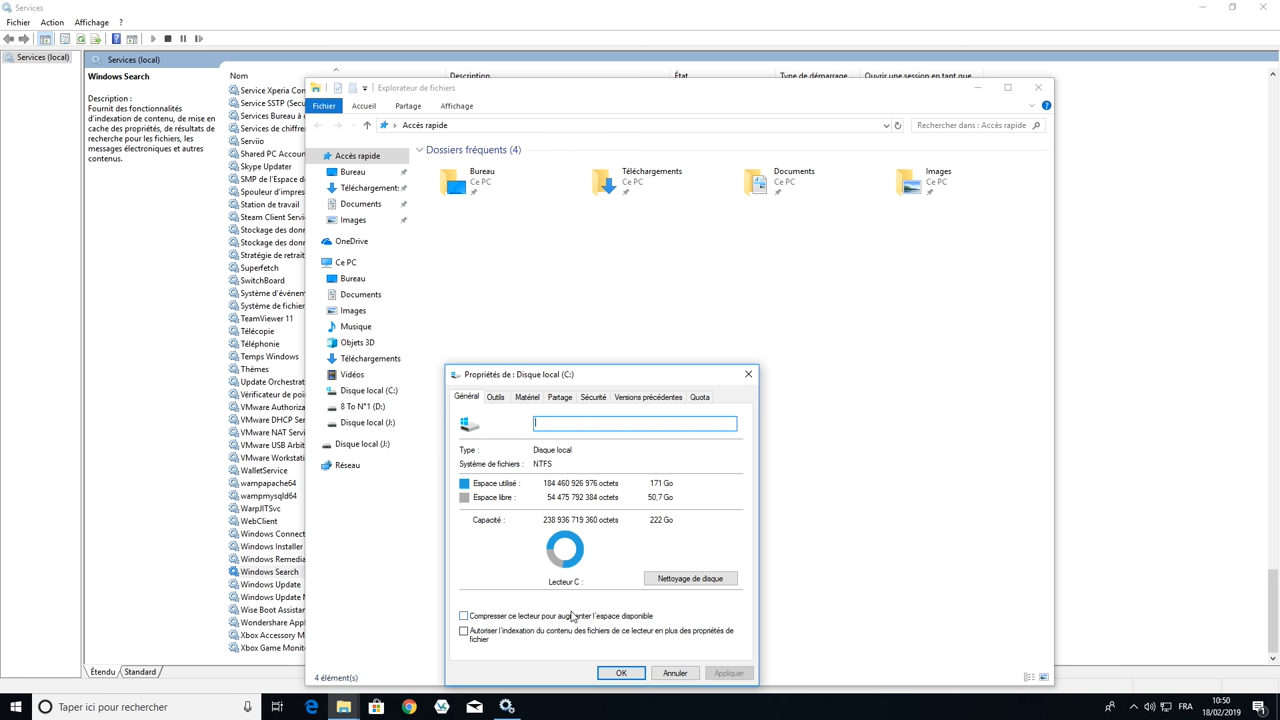 Services
Fichier Action Affichage ?
Services (local)
Services (local)
Windows Search
Description :
Fournit des fonctionnalités
d'indexation de contenu, de mise en
cache des propriétés, de résultats de
recherche pour les fichiers, les
messages électroniques et autres
contenus.
Nom Description État Type de démarrage Ouvrir une session en tant que
Service Xperia Con
Service SSTP (Secu
Services Bureau à
Services de chiffre
Serviio
Shared PC Accoun
Skype Updater
SMP de l'Espace d
Spouleur d'impres
Station de travail
Steam Client Servi
Stockage des donr
Stockage des donr
Stratégie de retrait
Superfetch
SwitchBoard
Système d'événem
Système de fichier
TeamViewer 11
Télécopie
Téléphonie
Temps Windows
Thèmes
Update Orchestrat
Vérificateur de poi
VMware Authoriza
VMware DHCP Ser
VMware NAT Servi
VMware USB Arbit
VMware Workstati
WalletService
wampapache64
wampmysqld64
WarpJITSvc
WebClient
Windows Connect
Windows Installer
Windows Remedia
Windows Search
Windows Update
Windows Update M
Wise Boot Assistan
Wondershare Appl
Xbox Accessory M
Xbox Game Monit
Étendu Standard
Explorateur de fichiers
Fichier Accueil Partage Affichage
Accès rapide
Rechercher dans : Accès rapide
Accès rapide
Bureau
Téléchargement:
Documents
Images
OneDrive
Ce PC
Bureau
Documents
Images
Musique
Objets 3D
Téléchargements
Vidéos
Disque local (C:)
8 To N°1 (D:)
Disque local (J:)
Disque local (J:)
Réseau
Dossiers fréquents (4)
Bureau
Ce PC
Téléchargements
Ce PC
Documents
Ce PC
Images
Ce PC
4 élément(s)
Propriétés de : Disque local (C:)
Général Outils Matériel Partage Sécurité Versions précédentes Quota
Type : Disque local
Système de fichiers : NTFS
Espace utilisé : 184 460 926 976 octets 171 Go
Espace libre : 54 475 792 384 octets 50,7 Go
Capacité : 238 936 719 360 octets 222 Go
Lecteur C :
Nettoyage de disque
Compresser ce lecteur pour augmenter l'espace disponible
Autoriser l'indexation du contenu des fichiers de ce lecteur en plus des propriétés de
fichier
OK Annuler Appliquer
Taper ici pour rechercher
FRA
10:50
18/02/2019
1